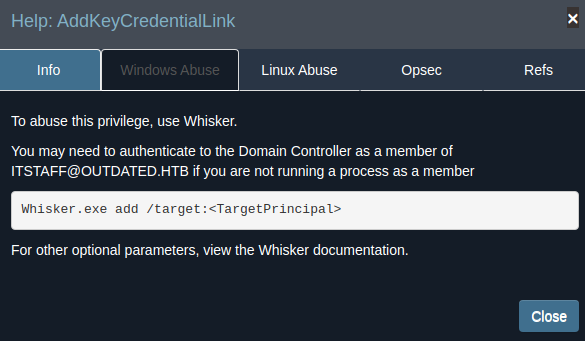 Help: AddKeyCredentialLink
×
Info
Windows Abuse
Linux Abuse
Opsec
Refs
To abuse this privilege, use Whisker.
You may need to authenticate to the Domain Controller as a member of
ITSTAFF@OUTDATED.HTB if you are not running a process as a member
Whisker.exe add /target:<TargetPrincipal>
For other optional parameters, view the Whisker documentation.
Close